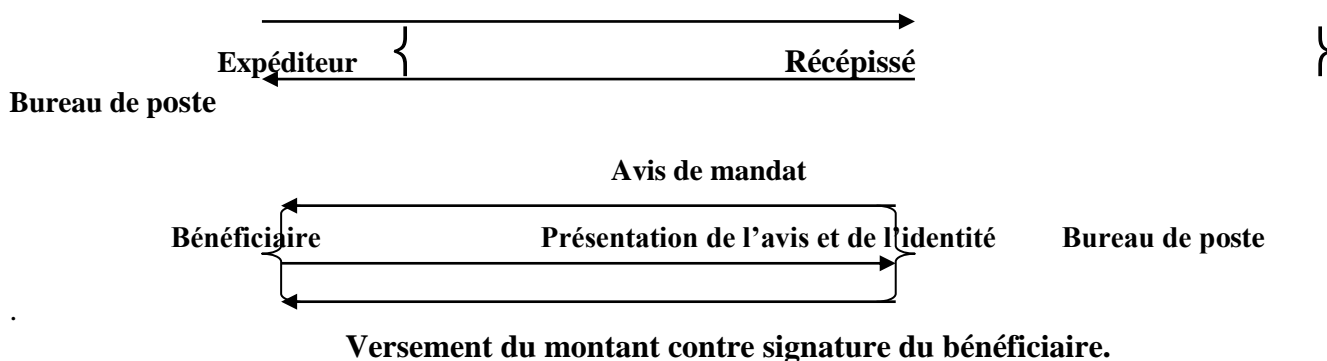 Expéditeur Récépissé
Bureau de poste
Avis de mandat
Bénéficiaire Présentation de l’avis et de l’identité Bureau de poste
.
Versement du montant contre signature du bénéficiaire.